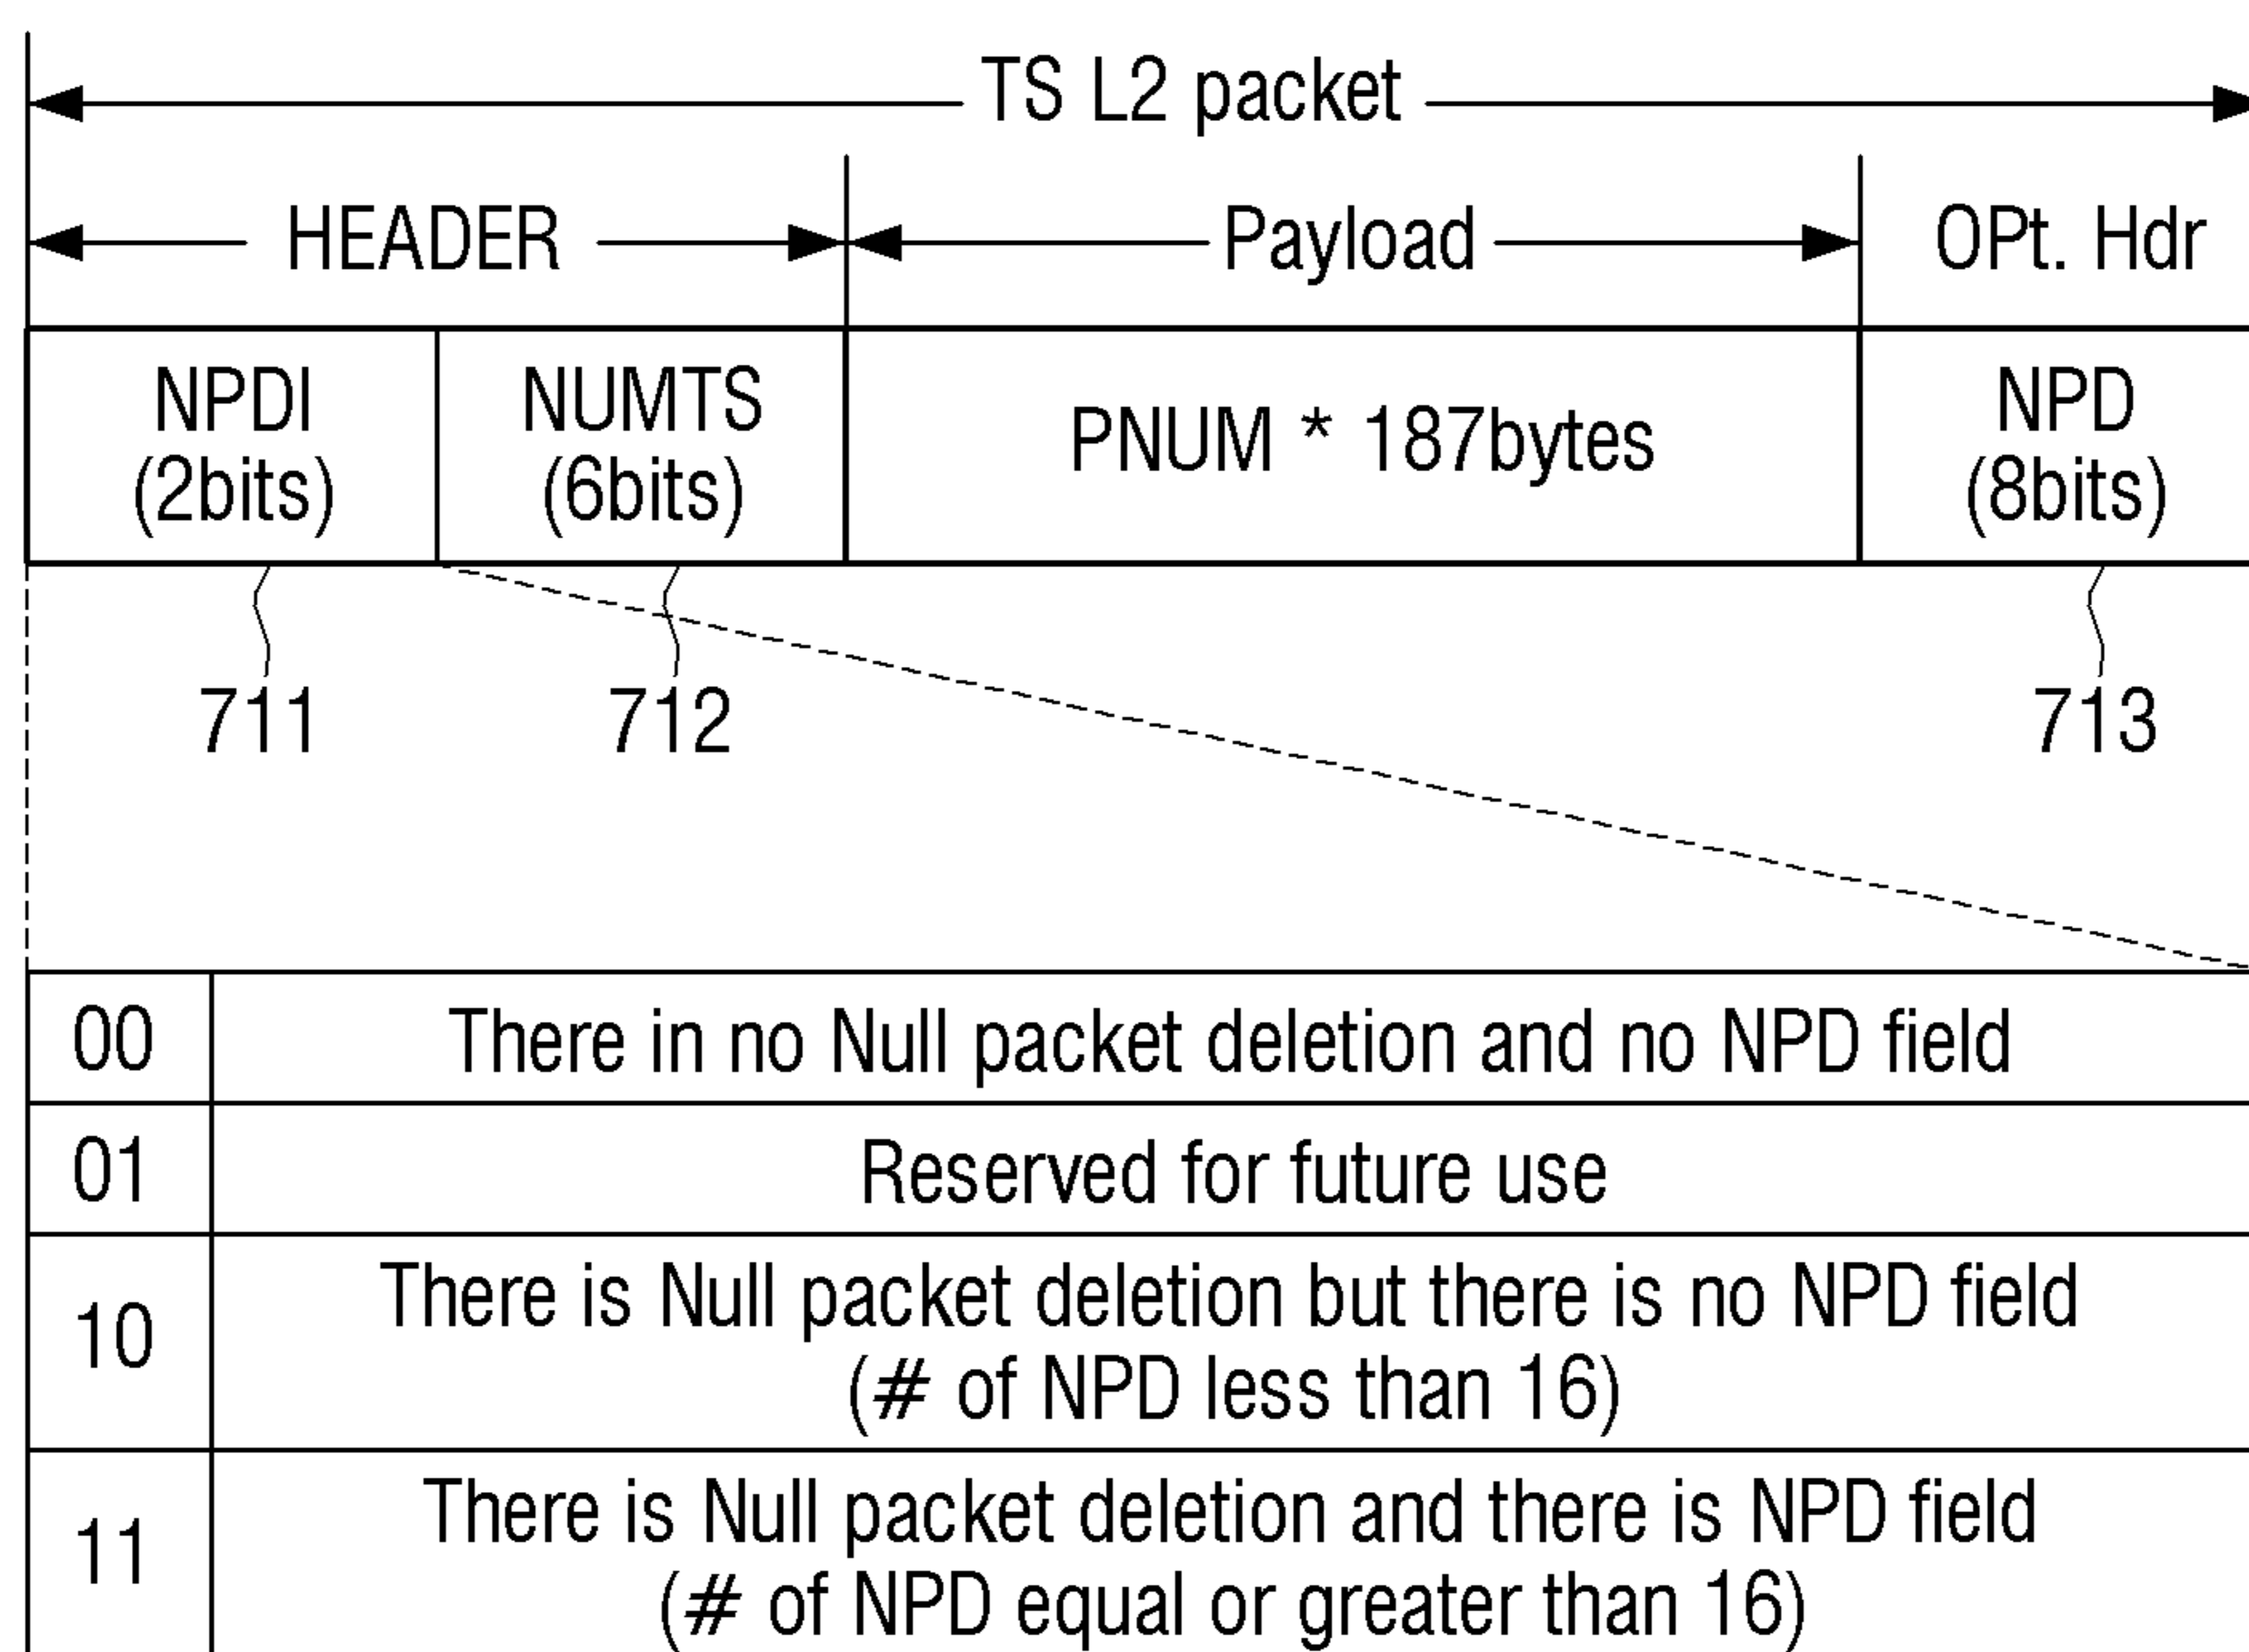 TS L2 packet
HEADER
Payload
OPt. Hdr
NPDI
(2bits)
NUMTS
(6bits)
PNUM * 187bytes
NPD
(8bits)
711
712
713
00
There in no Null packet deletion and no NPD field
01
Reserved for future use
10
There is Null packet deletion but there is no NPD field
(# of NPD less than 16)
11
There is Null packet deletion and there is NPD field
(# of NPD equal or greater than 16)